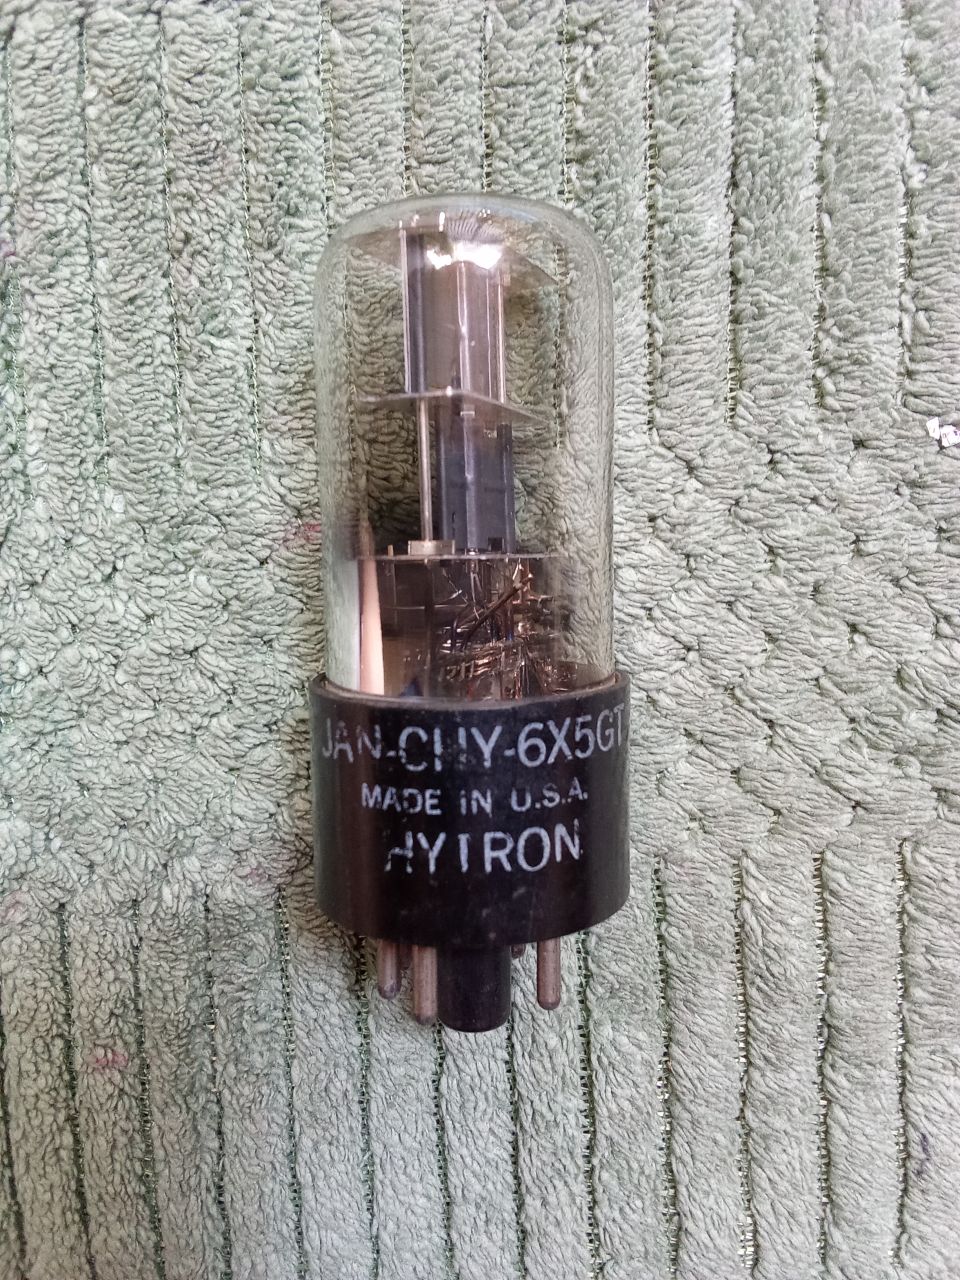 JAN-CHY-6X5GT
MADE IN U.S.A.
HYTRON